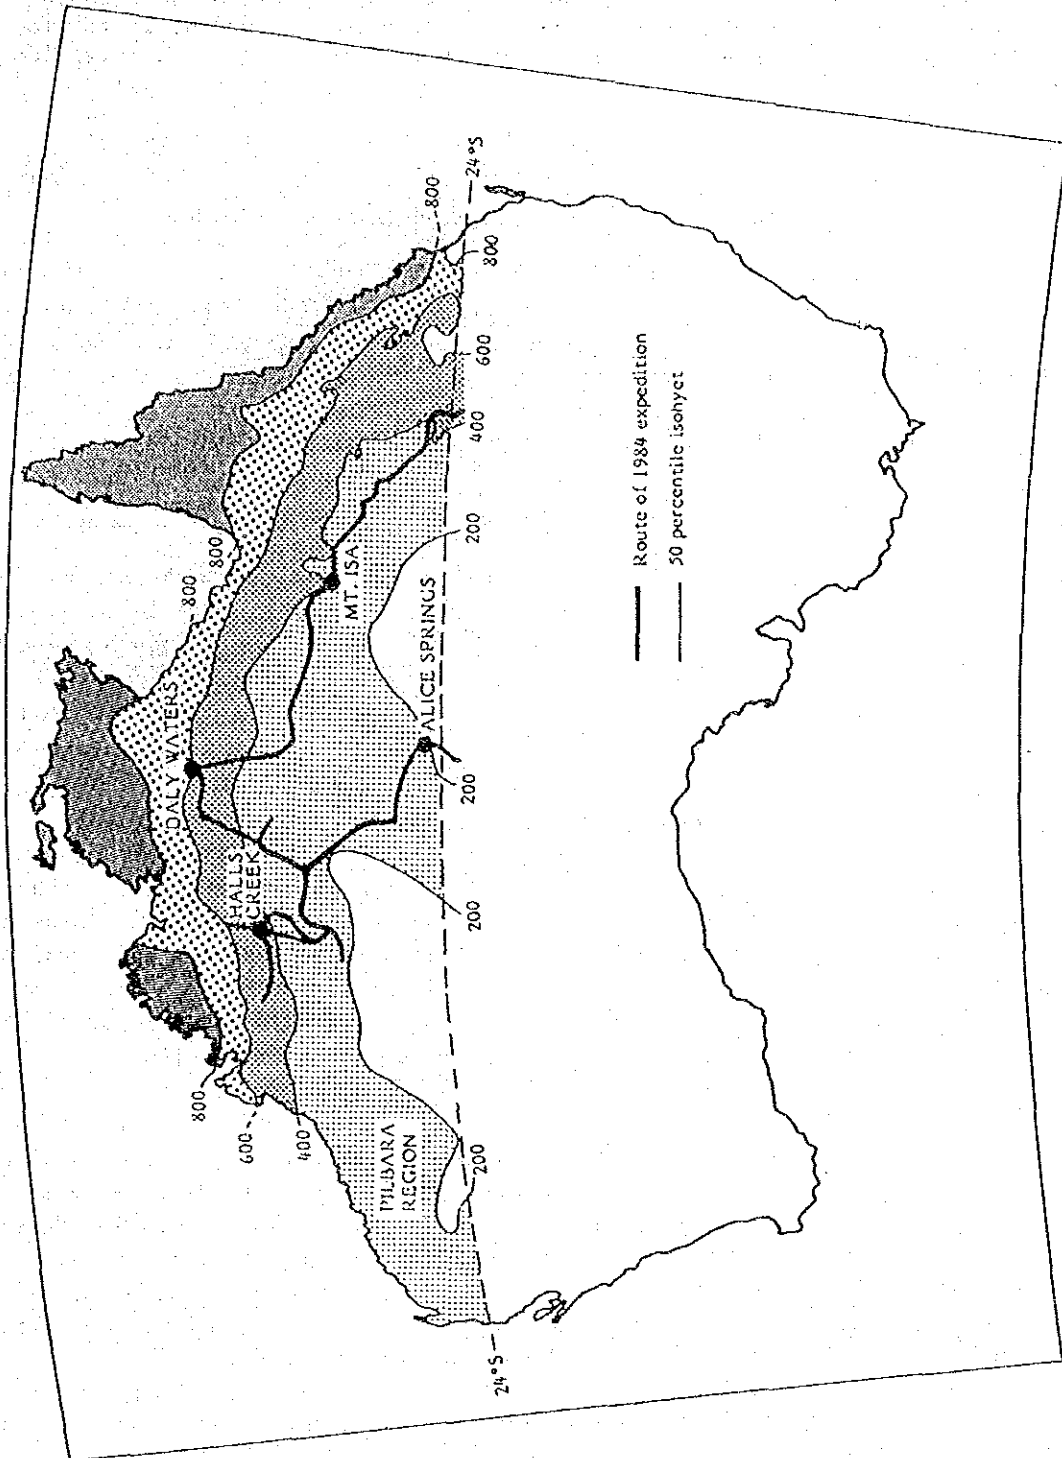 800
800
DALY WATERS
800
HALLS
CREEK
600
400
MT. ISA
ALICE SPRINGS
PILBARA
REGION
24°S
200
200
200
200
400
600
800
800
24°S
Route of 1984 expedition
50 percentile isohyet